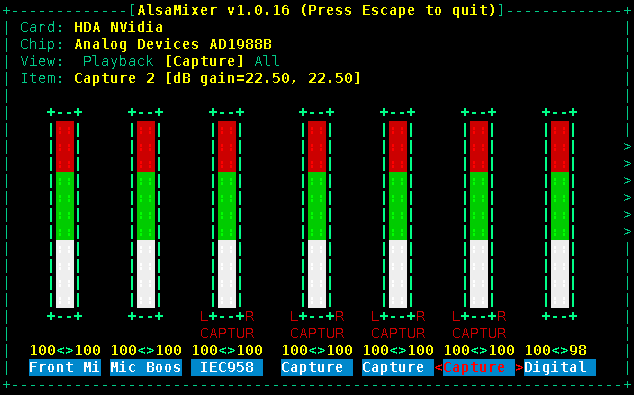 [AlsaMixer v1.0.16 (Press Escape to quit)]
Card: HDA NVidia
Chip: Analog Devices AD1988B
View: Playback [Capture] All
Item: Capture 2 [dB gain=22.50, 22.50]
L R L R L R L R
CAPTUR CAPTUR CAPTUR CAPTUR
100<>100 100<>100 100<>100 100<>100 100<>100 100<>100 100<>98
Front Mi Mic Boos IEC958 Capture Capture <Capture > Digital